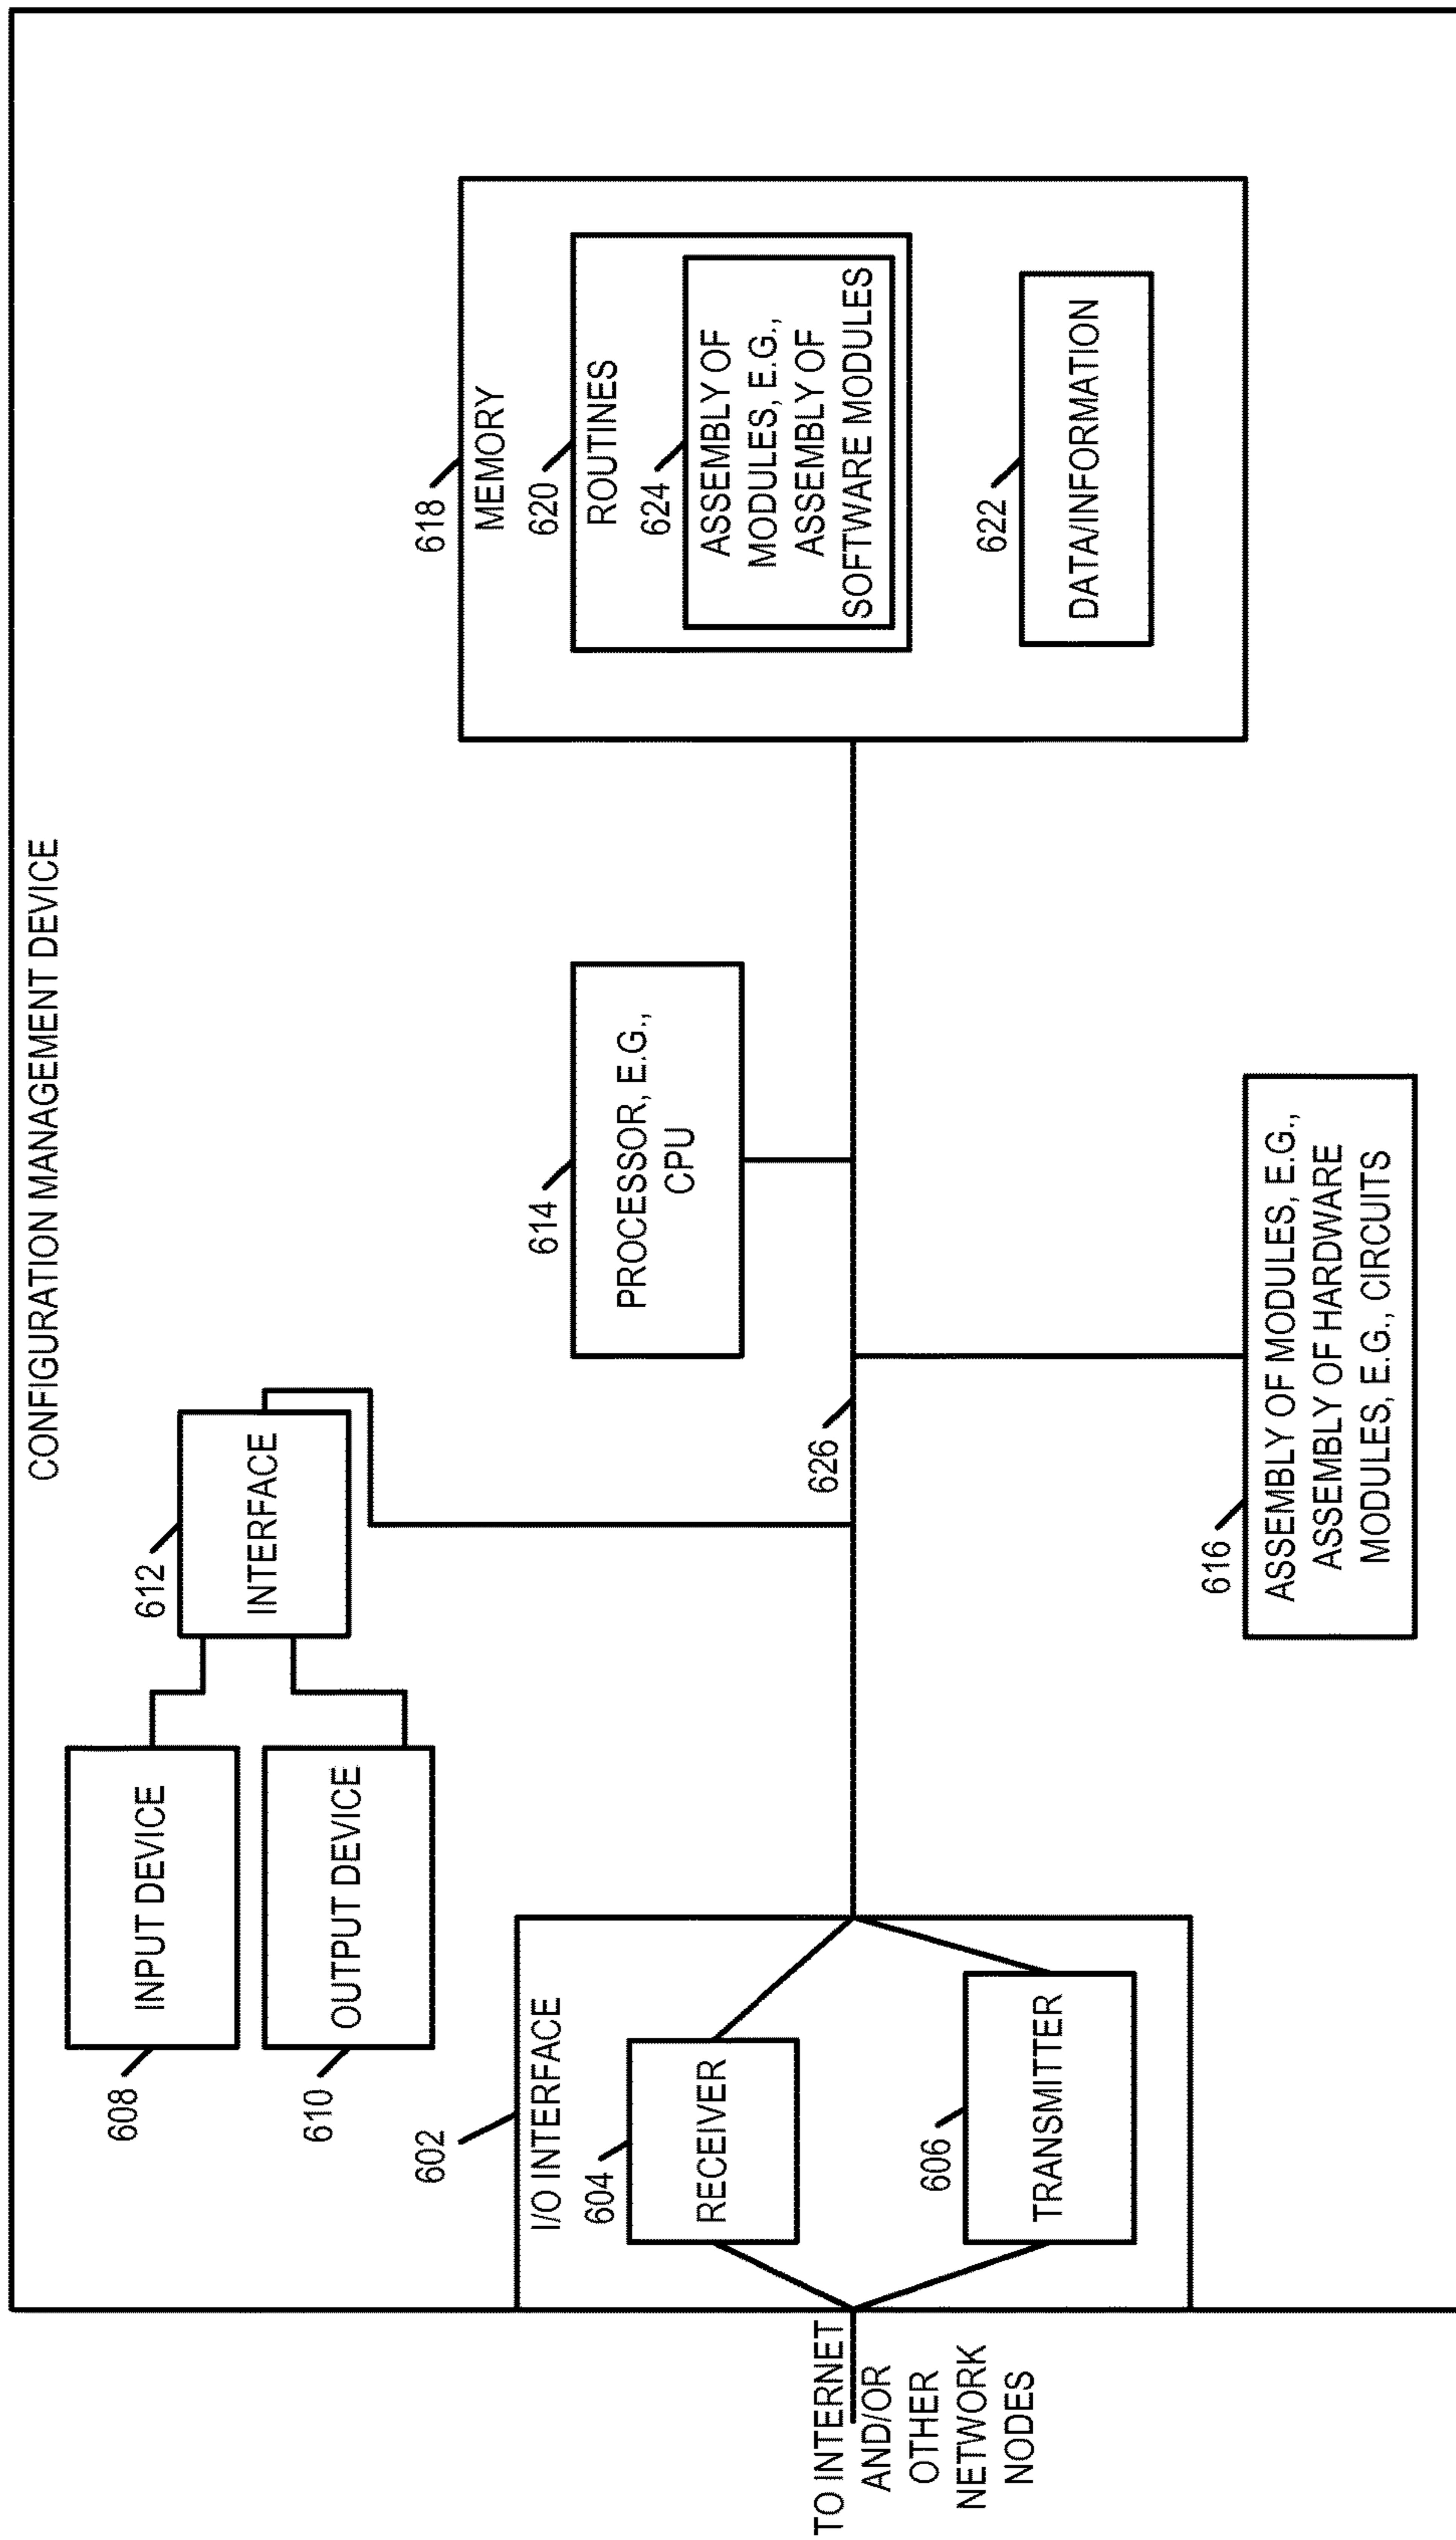 CONFIGURATION MANAGEMENT DEVICE
608
INPUT DEVICE
610
OUTPUT DEVICE
612
INTERFACE
602
I/O INTERFACE
604
RECEIVER
606
TRANSMITTER
TO INTERNET
AND/OR
OTHER
NETWORK
NODES
614
PROCESSOR, E.G.,
CPU
626
616
ASSEMBLY OF MODULES, E.G.,
ASSEMBLY OF HARDWARE
MODULES, E.G., CIRCUITS
618
MEMORY
620
ROUTINES
624
ASSEMBLY OF
MODULES, E.G.,
ASSEMBLY OF
SOFTWARE MODULES
622
DATA/INFORMATION